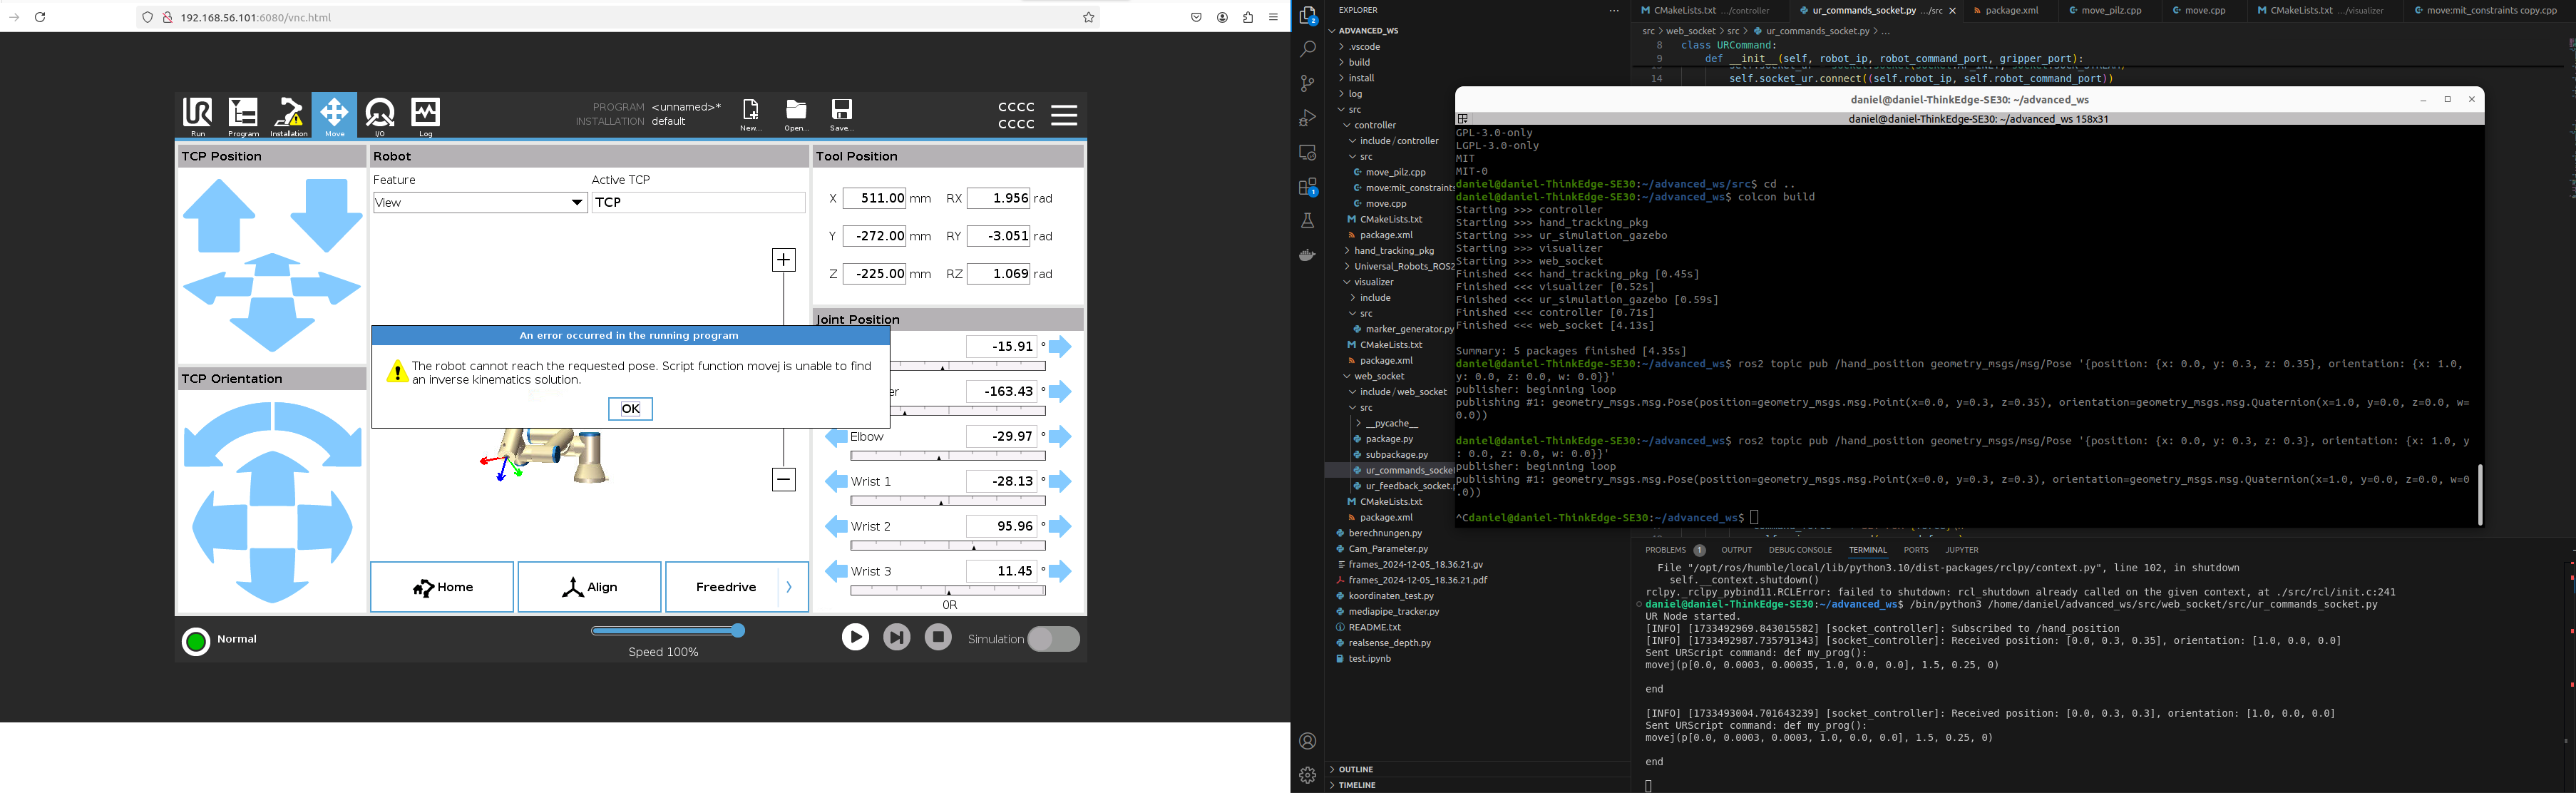 192.168.56.101:6080/vnc.html
Run
Program
Installation
Move
I/O
Log
PROGRAM <unnamed>*
INSTALLATION default
New...
Open...
Save...
CCCC
CCCC
TCP Position
Robot
Feature
Active TCP
View
TCP
Tool Position
X 511.00 mm RX 1.956 rad
Y -272.00 mm RY -3.051 rad
Z -225.00 mm RZ 1.069 rad
Joint Position
-15.91 °
er -163.43 °
Elbow -29.97 °
Wrist 1 -28.13 °
Wrist 2 95.96 °
Wrist 3 11.45 °
0R
An error occurred in the running program
The robot cannot reach the requested pose. Script function movej is unable to find
an inverse kinematics solution.
OK
TCP Orientation
Home
Align
Freedrive
Normal
Speed 100%
Simulation
EXPLORER
ADVANCED_WS
.vscode
build
install
log
src
controller
include/controller
src
move_pilz.cpp
move:mit_constraints
move.cpp
CMakeLists.txt
package.xml
hand_tracking_pkg
Universal_Robots_ROS2
visualizer
include
src
marker_generator.py
CMakeLists.txt
package.xml
web_socket
include/web_socket
src
__pycache__
package.py
subpackage.py
ur_commands_socket
ur_feedback_socket.p
CMakeLists.txt
package.xml
berechnungen.py
Cam_Parameter.py
frames_2024-12-05_18.36.21.gv
frames_2024-12-05_18.36.21.pdf
koordinaten_test.py
mediapipe_tracker.py
README.txt
realsense_depth.py
test.ipynb
OUTLINE
TIMELINE
CMakeLists.txt .../controller
ur_commands_socket.py .../src
package.xml
move_pilz.cpp
move.cpp
CMakeLists.txt .../visualizer
move:mit_constraints copy.cpp
src > web_socket > src > ur_commands_socket.py > ...
8 class URCommand:
9 def __init__(self, robot_ip, robot_command_port, gripper_port):
14 self.socket_ur.connect((self.robot_ip, self.robot_command_port))
daniel@daniel-ThinkEdge-SE30: ~/advanced_ws
daniel@daniel-ThinkEdge-SE30: ~/advanced_ws 158x31
GPL-3.0-only
LGPL-3.0-only
MIT
MIT-0
daniel@daniel-ThinkEdge-SE30:~/advanced_ws/src$ cd ..
daniel@daniel-ThinkEdge-SE30:~/advanced_ws$ colcon build
Starting >>> controller
Starting >>> hand_tracking_pkg
Starting >>> ur_simulation_gazebo
Starting >>> visualizer
Starting >>> web_socket
Finished <<< hand_tracking_pkg [0.45s]
Finished <<< visualizer [0.52s]
Finished <<< ur_simulation_gazebo [0.59s]
Finished <<< controller [0.71s]
Finished <<< web_socket [4.13s]
Summary: 5 packages finished [4.35s]
daniel@daniel-ThinkEdge-SE30:~/advanced_ws$ ros2 topic pub /hand_position geometry_msgs/msg/Pose '{position: {x: 0.0, y: 0.3, z: 0.35}, orientation: {x: 1.0,
y: 0.0, z: 0.0, w: 0.0}}'
publisher: beginning loop
publishing #1: geometry_msgs.msg.Pose(position=geometry_msgs.msg.Point(x=0.0, y=0.3, z=0.35), orientation=geometry_msgs.msg.Quaternion(x=1.0, y=0.0, z=0.0, w=
0.0))
daniel@daniel-ThinkEdge-SE30:~/advanced_ws$ ros2 topic pub /hand_position geometry_msgs/msg/Pose '{position: {x: 0.0, y: 0.3, z: 0.3}, orientation: {x: 1.0, y
: 0.0, z: 0.0, w: 0.0}}'
publisher: beginning loop
publishing #1: geometry_msgs.msg.Pose(position=geometry_msgs.msg.Point(x=0.0, y=0.3, z=0.3), orientation=geometry_msgs.msg.Quaternion(x=1.0, y=0.0, z=0.0, w=0
.0))
^Cdaniel@daniel-ThinkEdge-SE30:~/advanced_ws$
PROBLEMS 1 OUTPUT DEBUG CONSOLE TERMINAL PORTS JUPYTER
File "/opt/ros/humble/local/lib/python3.10/dist-packages/rclpy/context.py", line 102, in shutdown
self.__context.shutdown()
rclpy._rclpy_pybind11.RCLError: failed to shutdown: rcl_shutdown already called on the given context, at ./src/rcl/init.c:241
daniel@daniel-ThinkEdge-SE30:~/advanced_ws$ /bin/python3 /home/daniel/advanced_ws/src/web_socket/src/ur_commands_socket.py
UR Node started.
[INFO] [1733492969.843015582] [socket_controller]: Subscribed to /hand_position
[INFO] [1733492987.735791343] [socket_controller]: Received position: [0.0, 0.3, 0.35], orientation: [1.0, 0.0, 0.0]
Sent URScript command: def my_prog():
movej(p[0.0, 0.0003, 0.00035, 1.0, 0.0, 0.0], 1.5, 0.25, 0)
end
[INFO] [1733493004.701643239] [socket_controller]: Received position: [0.0, 0.3, 0.3], orientation: [1.0, 0.0, 0.0]
Sent URScript command: def my_prog():
movej(p[0.0, 0.0003, 0.0003, 1.0, 0.0, 0.0], 1.5, 0.25, 0)
end